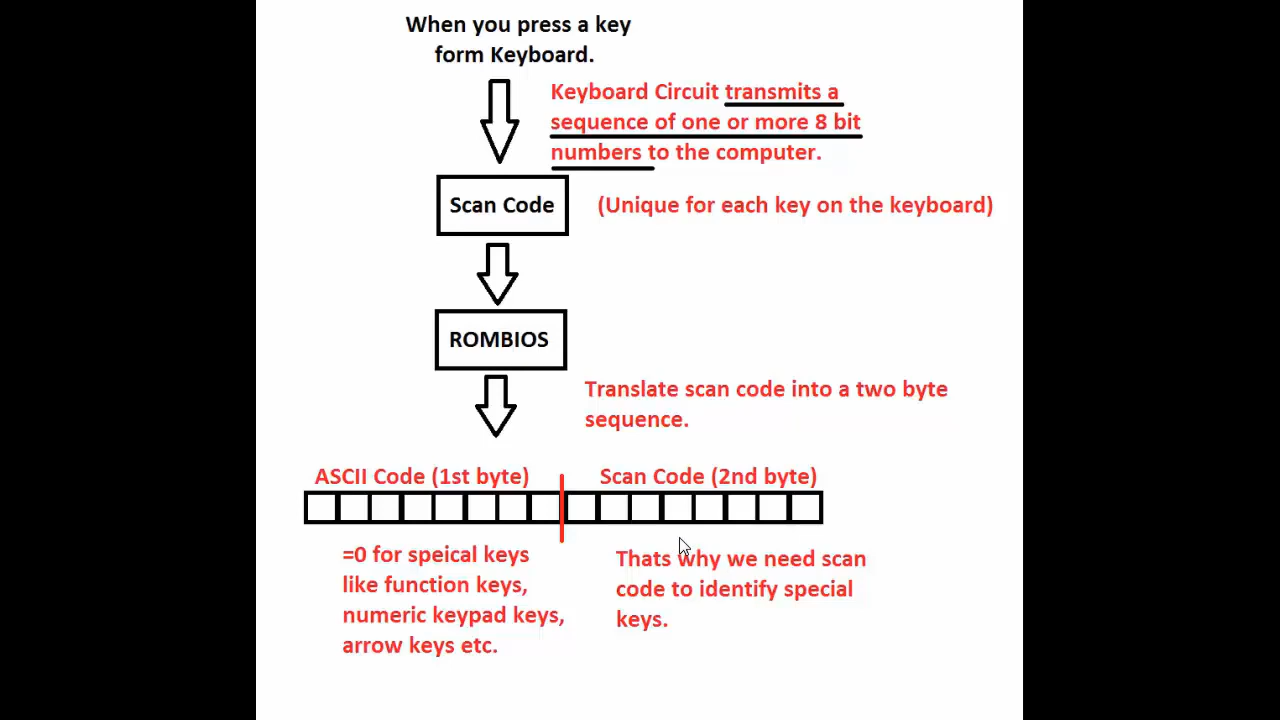 When you press a key
form Keyboard.
Keyboard Circuit transmits a
sequence of one or more 8 bit
numbers to the computer.
Scan Code
(Unique for each key on the keyboard)
ROMBIOS
Translate scan code into a two byte
sequence.
ASCII Code (1st byte)
Scan Code (2nd byte)
=0 for speical keys
like function keys,
numeric keypad keys,
arrow keys etc.
Thats why we need scan
code to identify special
keys.